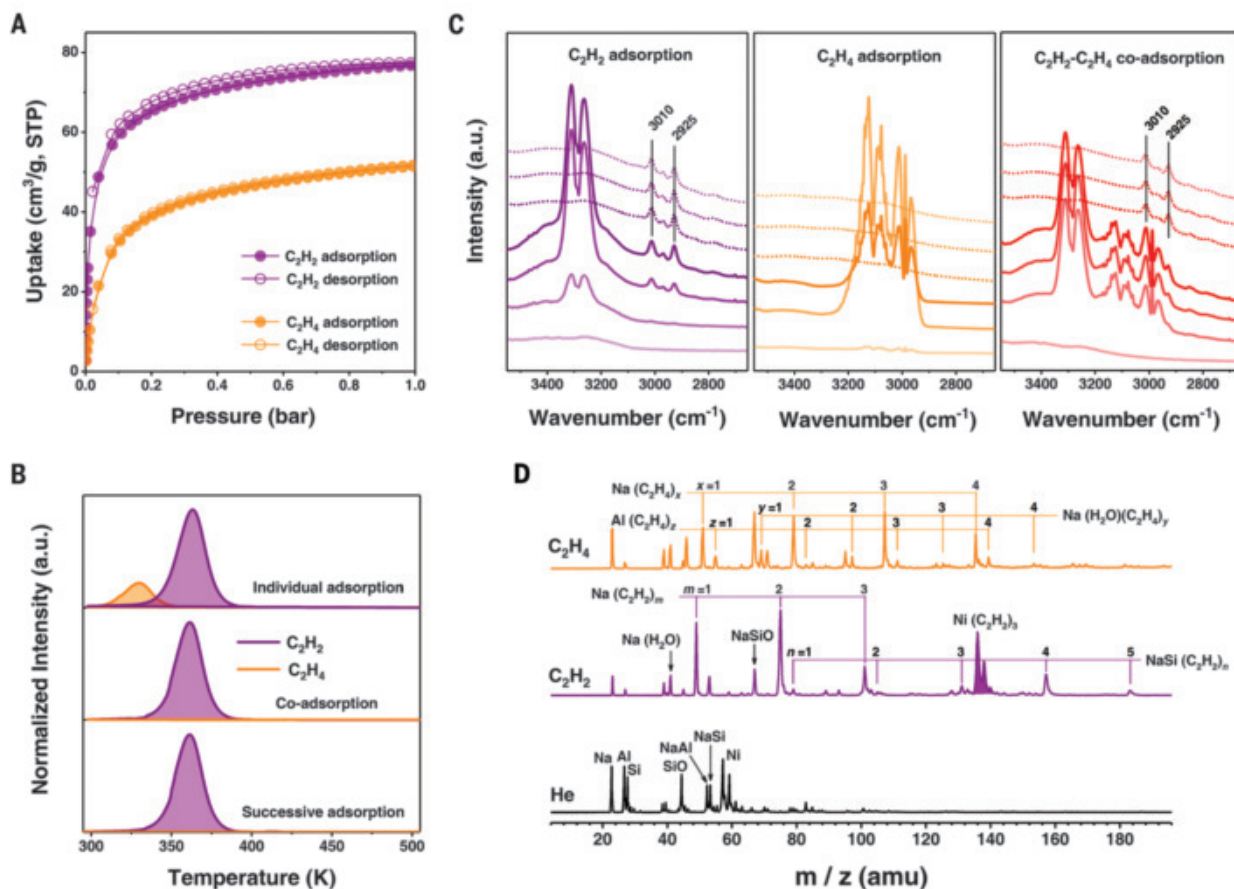 A
80
60
40
20
0
Uptake (cm³/g, STP)
C₂H₂ adsorption
C₂H₂ desorption
C₂H₄ adsorption
C₂H₄ desorption
0.0 0.2 0.4 0.6 0.8 1.0
Pressure (bar)
B
Normalized Intensity (a.u.)
Individual adsorption
C₂H₂
C₂H₄
Co-adsorption
Successive adsorption
300 350 400 450 500
Temperature (K)
C
Intensity (a.u.)
C₂H₂ adsorption
3010
2925
3400 3200 3000 2800
Wavenumber (cm⁻¹)
C₂H₄ adsorption
3400 3200 3000 2800
Wavenumber (cm⁻¹)
C₂H₂-C₂H₄ co-adsorption
3010
2925
3400 3200 3000 2800
Wavenumber (cm⁻¹)
D
Na (C₂H₄)ₓ x =1 2 3 4
y =1 2 3 4 Na (H₂O)(C₂H₄)ᵧ
Al (C₂H₄)z z =1 2 3 4
C₂H₄
Na (C₂H₂)ₘ m =1 2 3
Na (H₂O)
NaSiO
Ni (C₂H₂)₃
n =1 2 3 4 5
NaSi (C₂H₂)ₙ
C₂H₂
Na Al Si SiO NaAl NaSi Ni
He
20 40 60 80 100 120 140 160 180
m / z (amu)